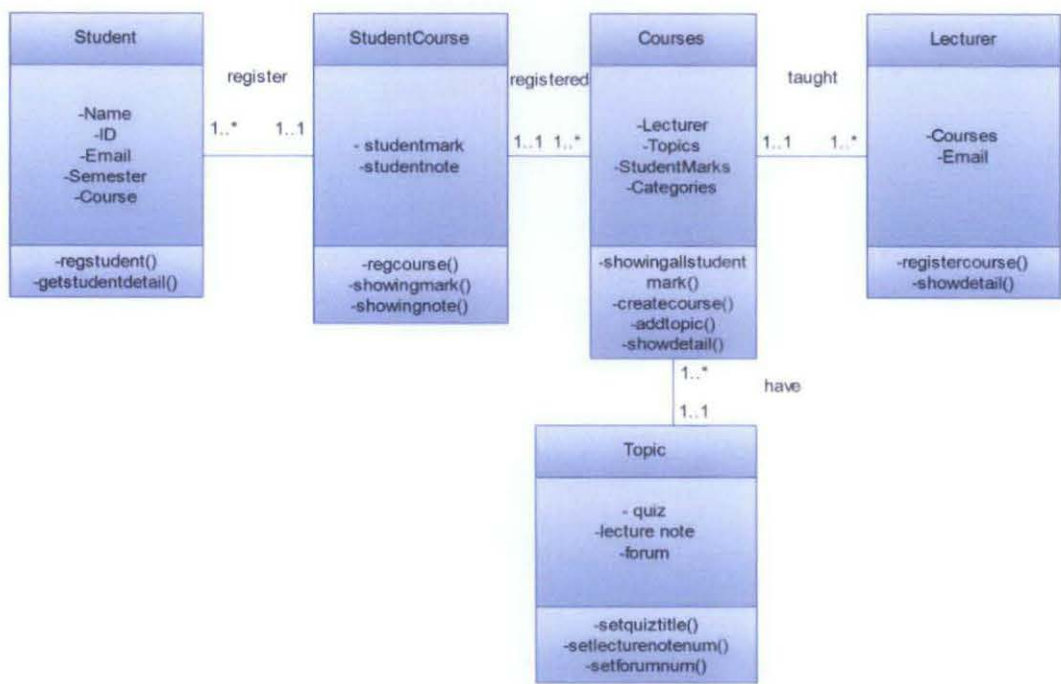 Student
-Name
-ID
-Email
-Semester
-Course
-regstudent()
-getstudentdetail()
register
1..* 1..1
StudentCourse
- studentmark
-studentnote
-regcourse()
-showingmark()
-showingnote()
registered
1..1 1..*
Courses
-Lecturer
-Topics
-StudentMarks
-Categories
-showingallstudent
mark()
-createcourse()
-addtopic()
-showdetail()
taught
1..1 1..*
Lecturer
-Courses
-Email
-registercourse()
-showdetail()
1..*
have
1..1
Topic
- quiz
-lecture note
-forum
-setquiztitle()
-setlecturenotenum()
-setforumnum()